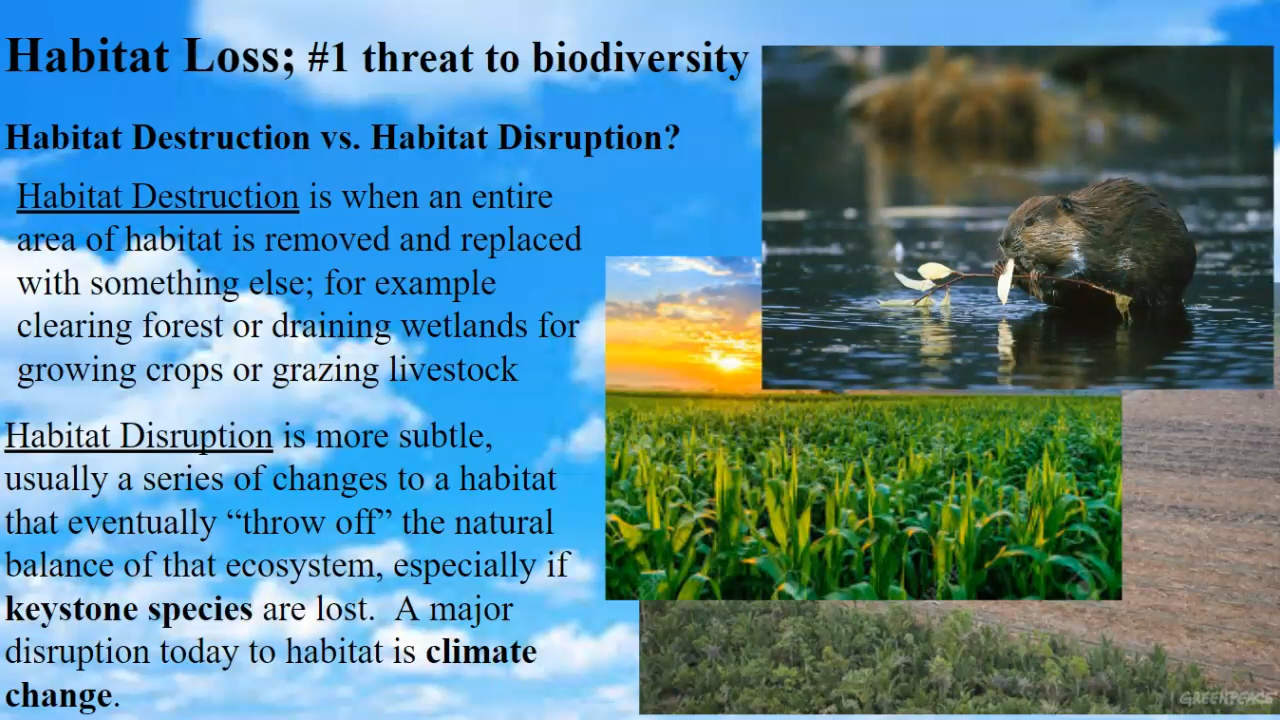 Habitat Loss; #1 threat to biodiversity
Habitat Destruction vs. Habitat Disruption?
Habitat Destruction is when an entire
area of habitat is removed and replaced
with something else; for example
clearing forest or draining wetlands for
growing crops or grazing livestock
Habitat Disruption is more subtle,
usually a series of changes to a habitat
that eventually “throw off” the natural
balance of that ecosystem, especially if
keystone species are lost.  A major
disruption today to habitat is climate
change.
GREENPEACE